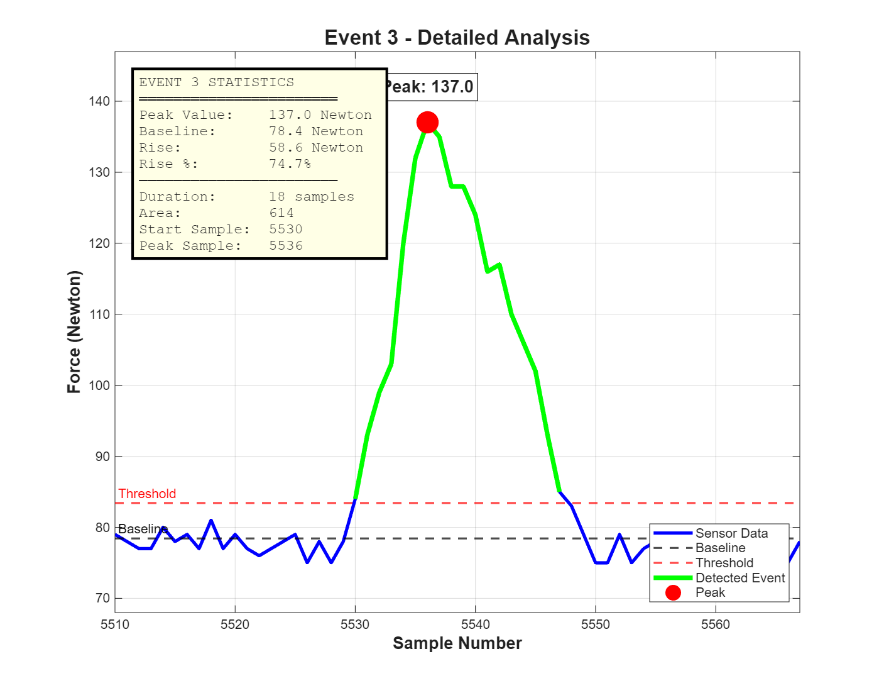 Event 3 - Detailed Analysis
EVENT 3 STATISTICS
Peak Value: 137.0 Newton
Baseline: 78.4 Newton
Rise: 58.6 Newton
Rise %: 74.7%
Duration: 18 samples
Area: 614
Start Sample: 5530
Peak Sample: 5536
Peak: 137.0
Force (Newton)
140
130
120
110
100
90
80
70
Threshold
Baseline
Sensor Data
Baseline
Threshold
Detected Event
Peak
5510 5520 5530 5540 5550 5560
Sample Number